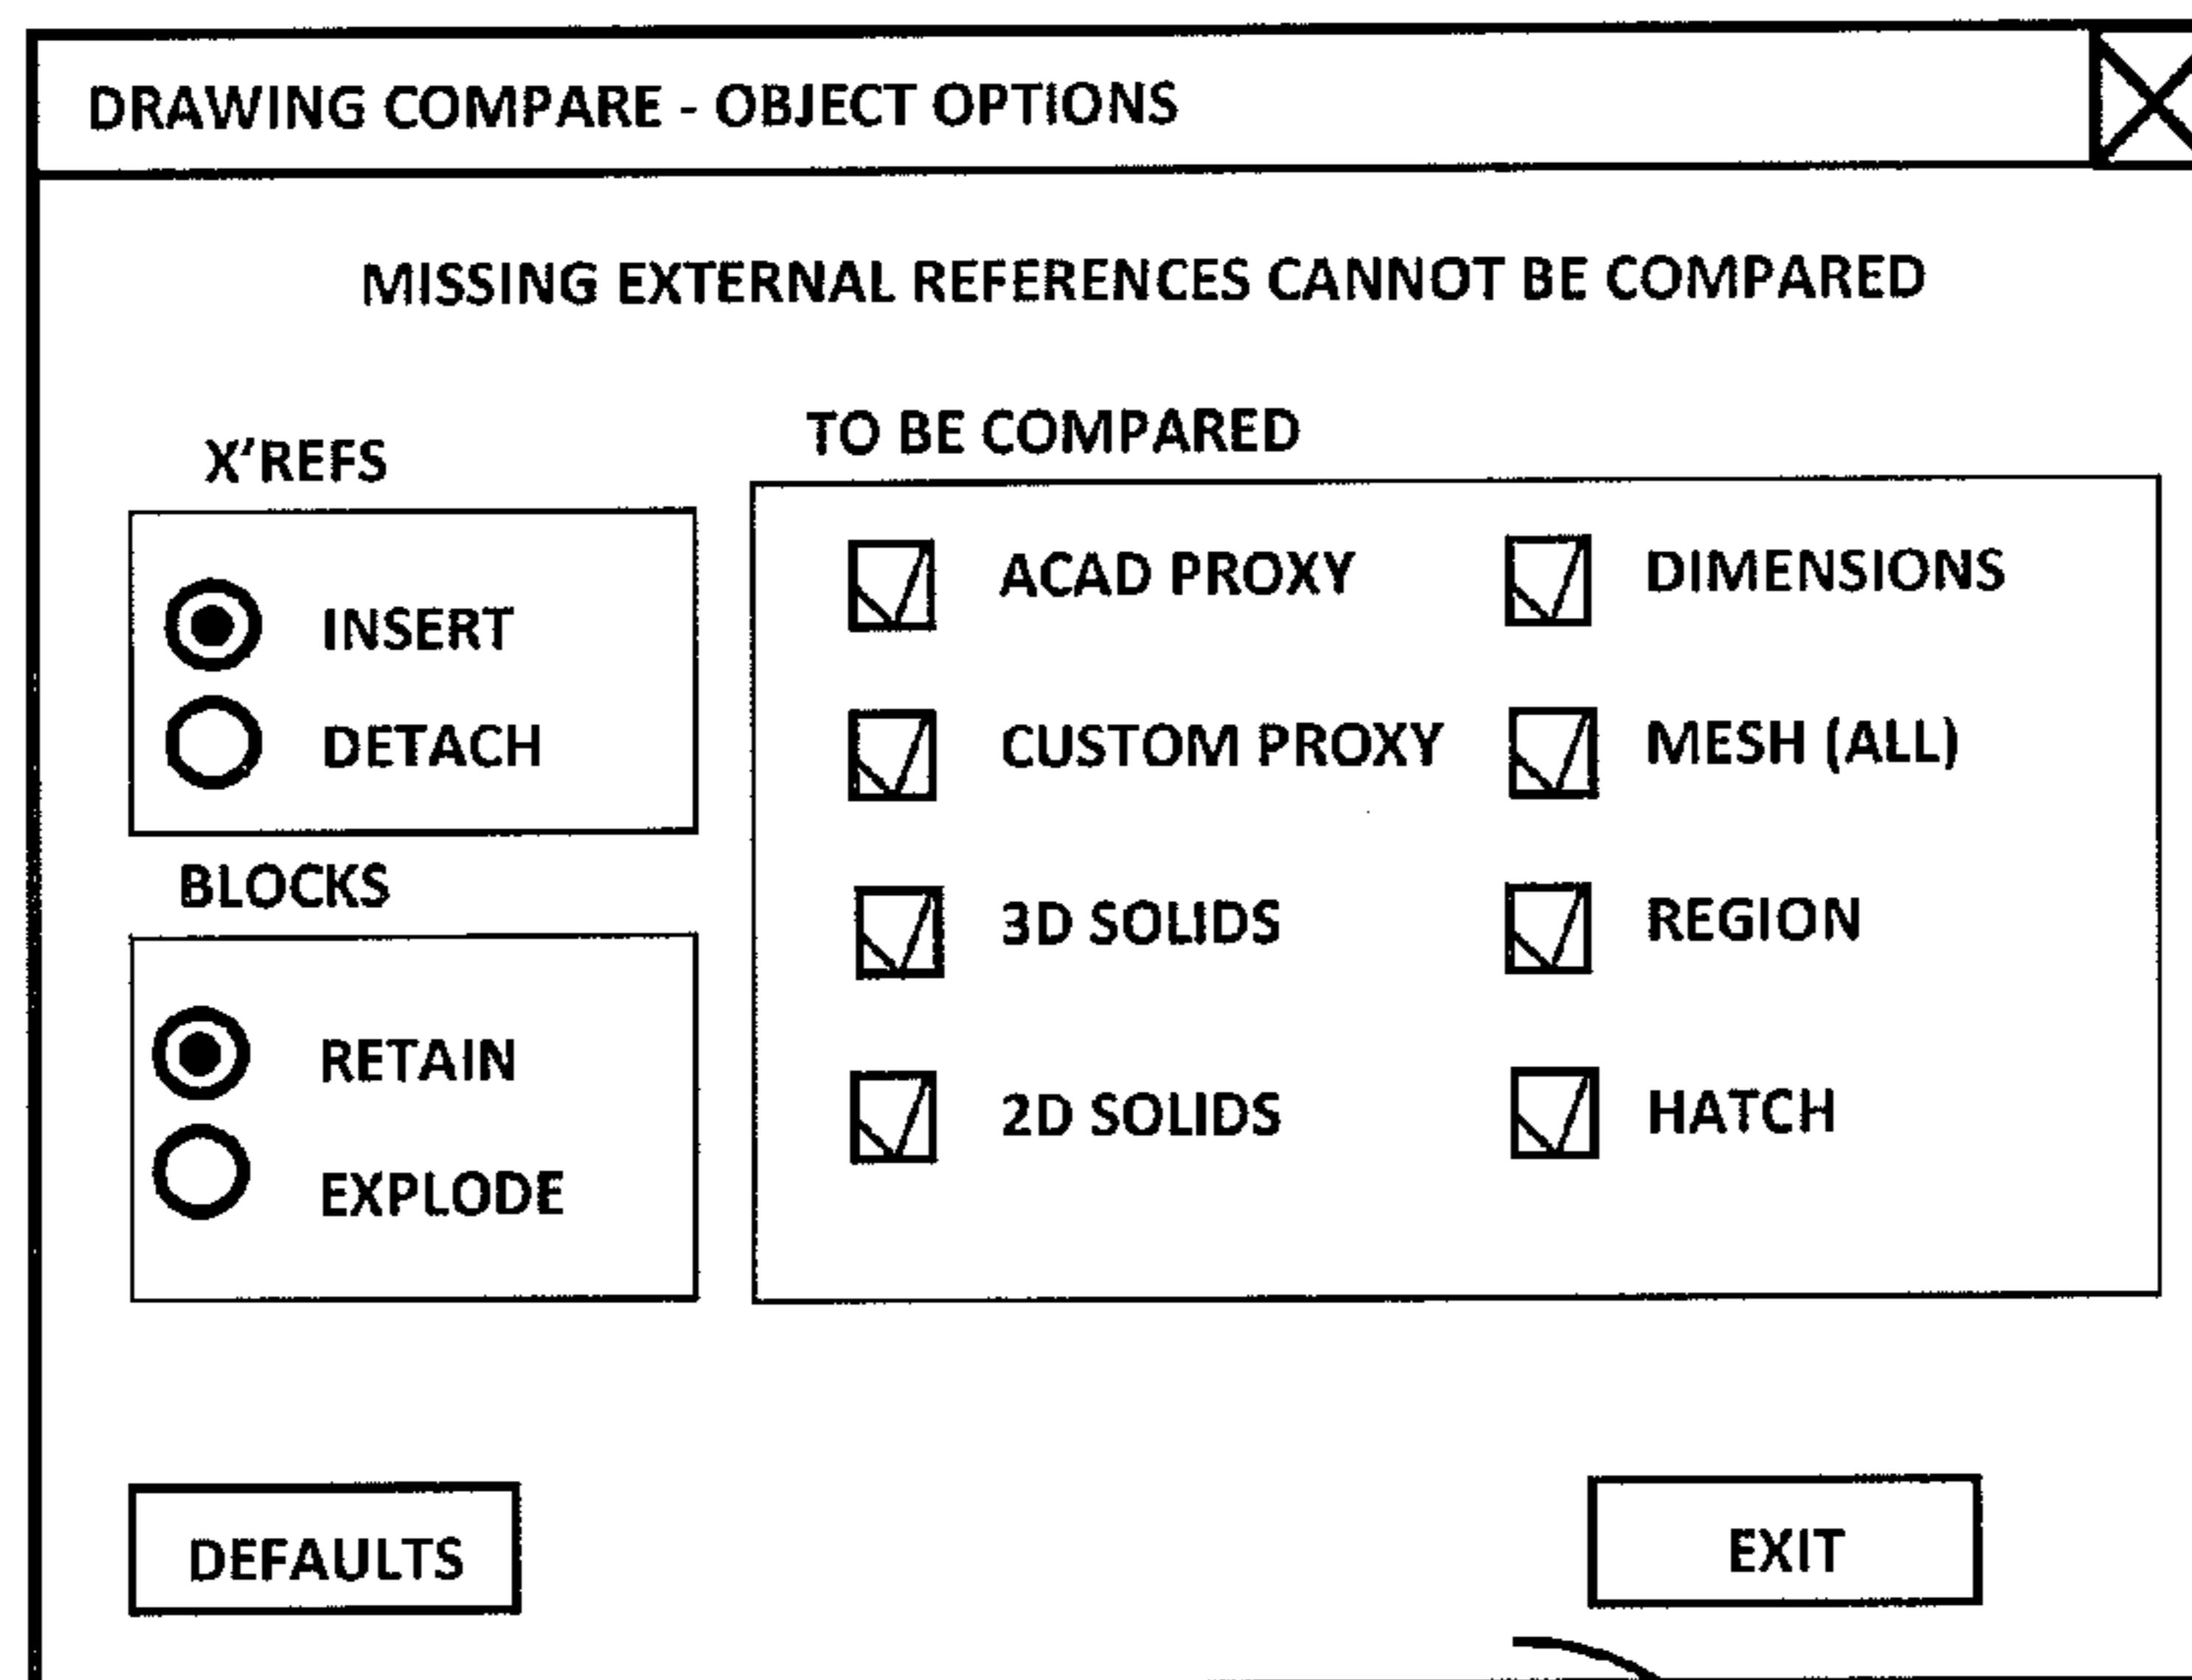 DRAWING COMPARE - OBJECT OPTIONS
MISSING EXTERNAL REFERENCES CANNOT BE COMPARED
X'REFS
INSERT
DETACH
BLOCKS
RETAIN
EXPLODE
TO BE COMPARED
ACAD PROXY
DIMENSIONS
CUSTOM PROXY
MESH (ALL)
3D SOLIDS
REGION
2D SOLIDS
HATCH
DEFAULTS
EXIT